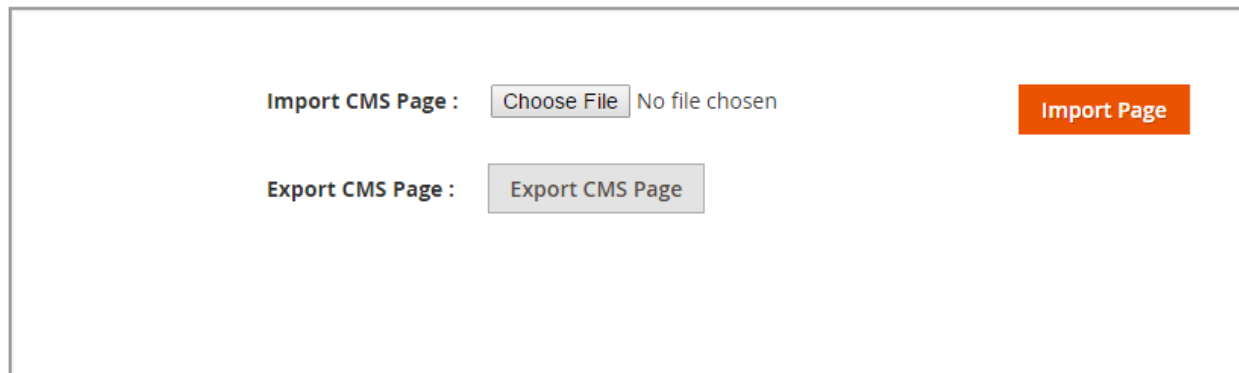 Import CMS Page : Choose File No file chosen Import Page
Export CMS Page : Export CMS Page